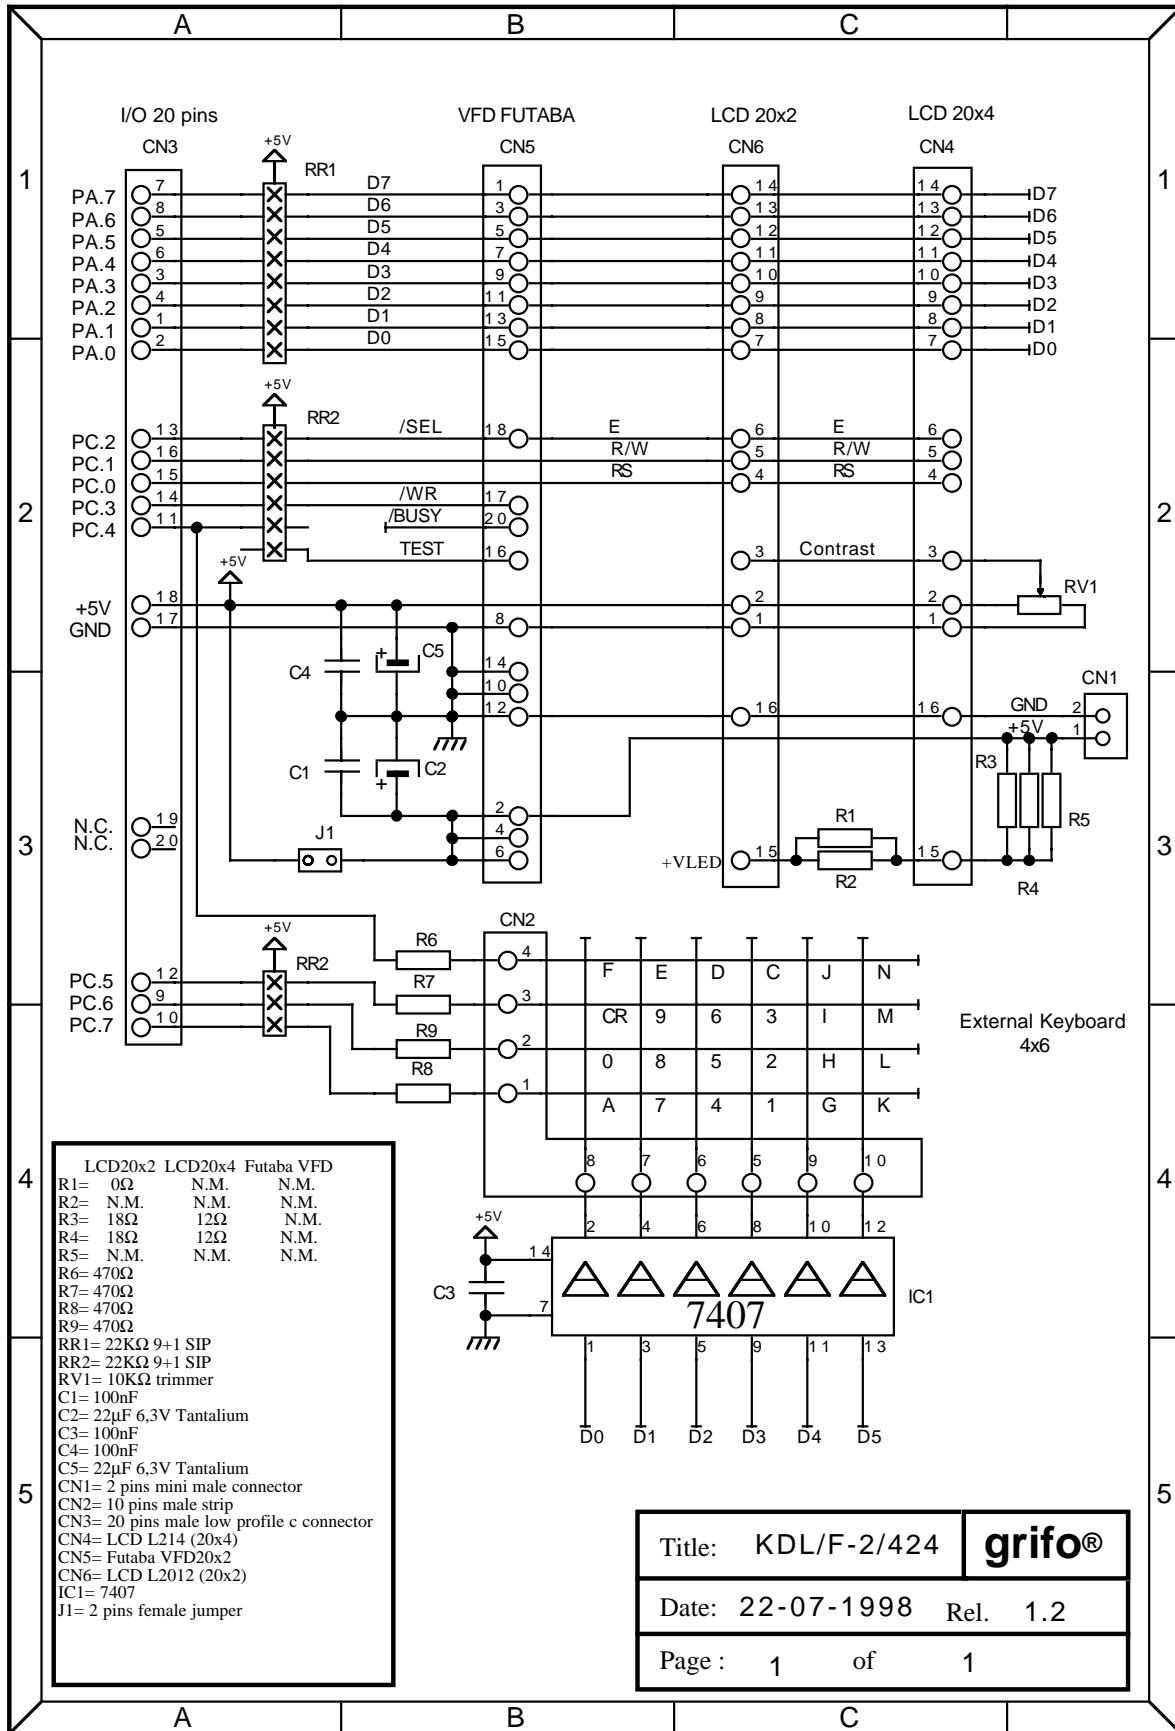 A B C
I/O 20 pins VFD FUTABA LCD 20x2 LCD 20x4
CN3 +5V CN5 CN6 CN4
1 RR1 1
PA.7 7 D7 1 14 14 D7
PA.6 8 D6 3 13 13 D6
PA.5 5 D5 5 12 12 D5
PA.4 6 D4 7 11 11 D4
PA.3 3 D3 9 10 10 D3
PA.2 4 D2 11 9 9 D2
PA.1 1 D1 13 8 8 D1
PA.0 2 D0 15 7 7 D0
+5V
RR2
PC.2 13 /SEL 18 E 6 E 6
PC.1 16 R/W 5 R/W 5
PC.0 15 RS 4 RS 4
PC.3 14 /WR 17
2 2
PC.4 11 /BUSY 20
+5V TEST 16 3 Contrast 3
+5V 18 2 2 RV1
GND 17 8 1 1
C4 + C5 14
10 CN1
12 16 16 GND 2
+5V 1
C1 + C2 R3
N.C. 19 2 R1 R5
N.C. 20 J1 4
3 3
6 +VLED 15 15
R2 R4
CN2
+5V R6 4
RR2 F E D C J N
PC.5 12 R7 3
PC.6 9 CR 9 6 3 I M
PC.7 10 R9 2
External Keyboard
4x6
R8 0 8 5 2 H L
1
A 7 4 1 G K
4 8 7 6 5 9 10 4
+5V 2 4 6 8 10 12
14
C3 IC1
7 7407
1 3 5 9 11 13
D0 D1 D2 D3 D4 D5
LCD20x2 LCD20x4 Futaba VFD
R1= 0Ω N.M. N.M.
R2= N.M. N.M. N.M.
R3= 18Ω 12Ω N.M.
R4= 18Ω 12Ω N.M.
R5= N.M. N.M. N.M.
R6= 470Ω
R7= 470Ω
R8= 470Ω
R9= 470Ω
RR1= 22KΩ 9+1 SIP
RR2= 22KΩ 9+1 SIP
RV1= 10KΩ trimmer
C1= 100nF
C2= 22µF 6,3V Tantalium
C3= 100nF
C4= 100nF
C5= 22µF 6,3V Tantalium
CN1= 2 pins mini male connector
CN2= 10 pins male strip
CN3= 20 pins male low profile c connector
CN4= LCD L214 (20x4)
CN5= Futaba VFD20x2
CN6= LCD L2012 (20x2)
IC1= 7407
J1= 2 pins female jumper
5 5
Title: KDL/F-2/424 grifo®
Date: 22-07-1998 Rel. 1.2
Page : 1 of 1
A B C